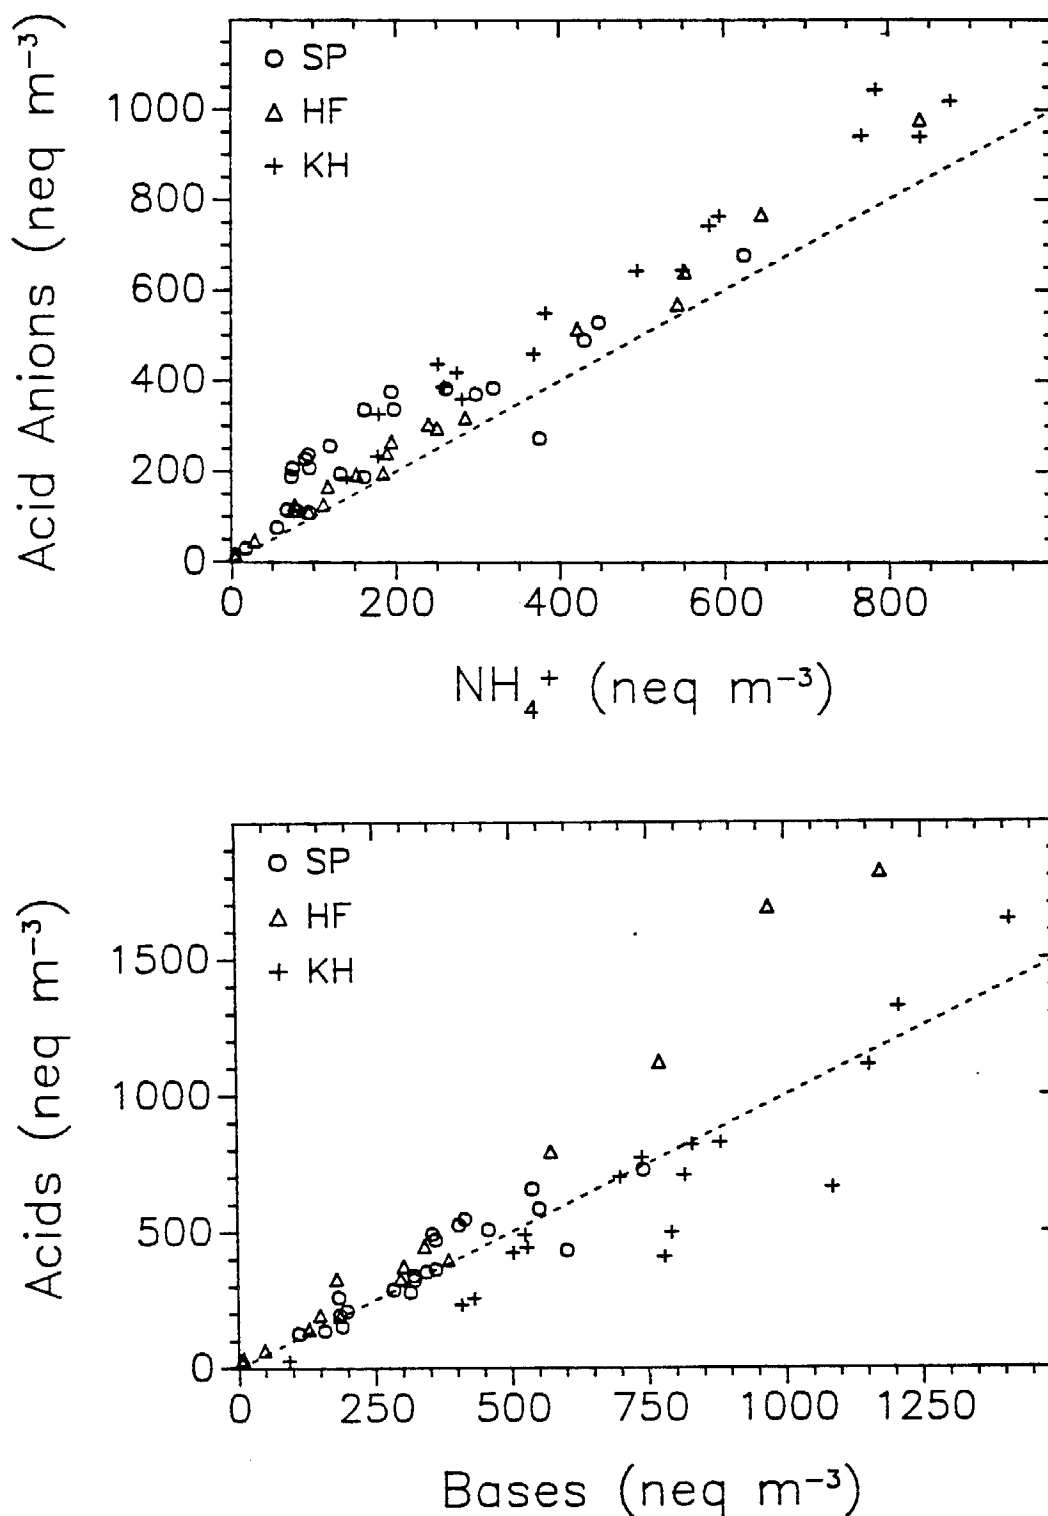 Acid Anions (neq m⁻³)
1000
800
600
400
200
0
SP
HF
KH
0 200 400 600 800
NH₄⁺ (neq m⁻³)
Acids (neq m⁻³)
1500
1000
500
0
SP
HF
KH
0 250 500 750 1000 1250
Bases (neq m⁻³)